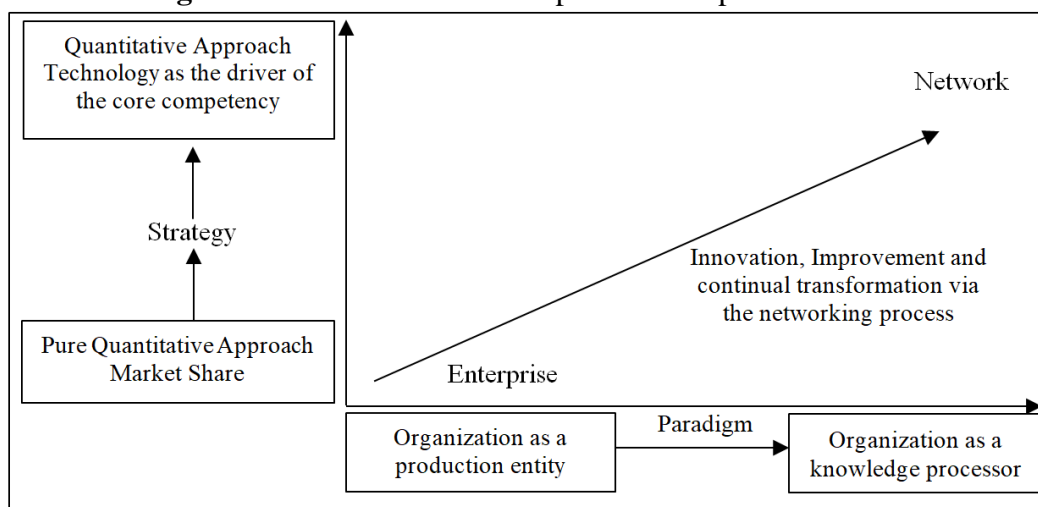 Quantitative Approach
Technology as the driver of
the core competency
Network
Strategy
Innovation, Improvement and
continual transformation via
the networking process
Pure Quantitative Approach
Market Share
Enterprise
Organization as a
production entity
Paradigm
Organization as a
knowledge processor